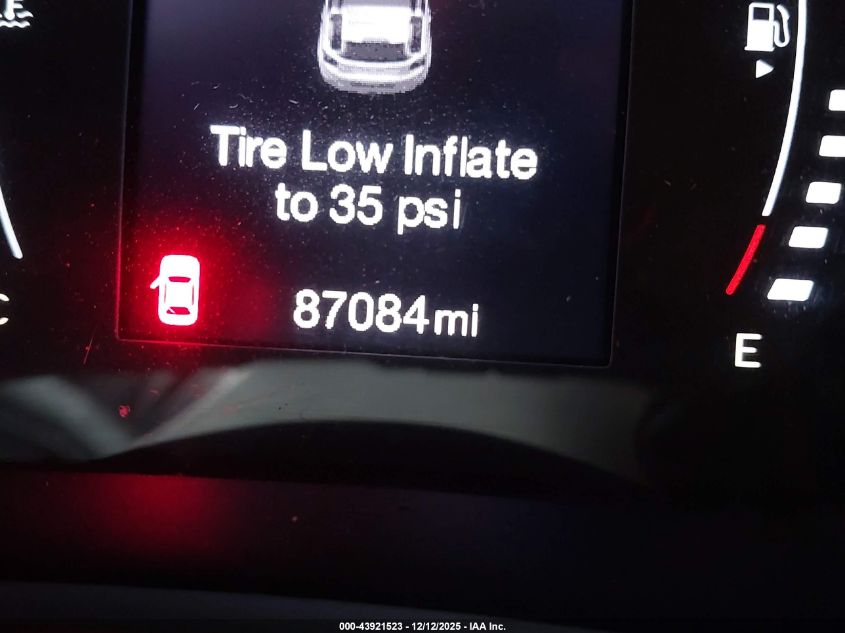 Tire Low Inflate
to 35 psi
87084mi
E
C
000-43921523 - 12/12/2025 - IAA Inc.